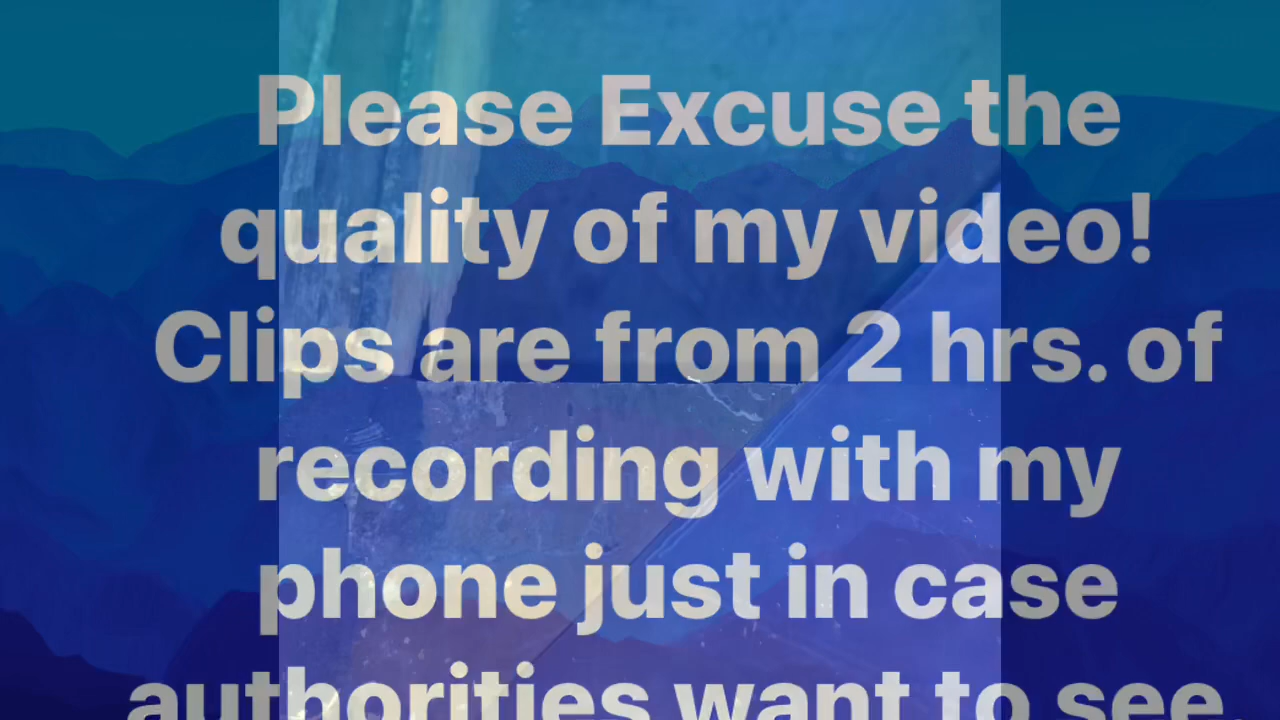 Please Excuse the
quality of my video!
Clips are from 2 hrs. of
recording with my
phone just in case
authorities want to see